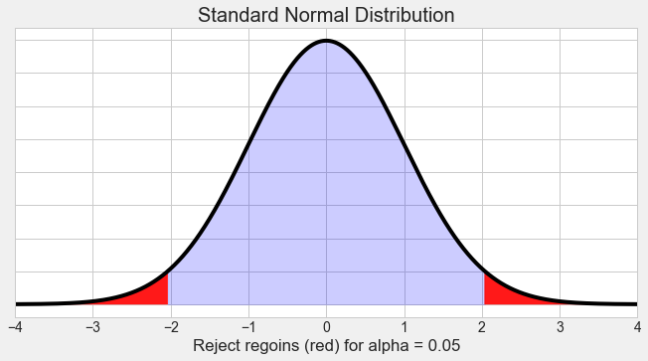 Standard Normal Distribution
−4 −3 −2 −1 0 1 2 3 4
Reject regoins (red) for alpha = 0.05